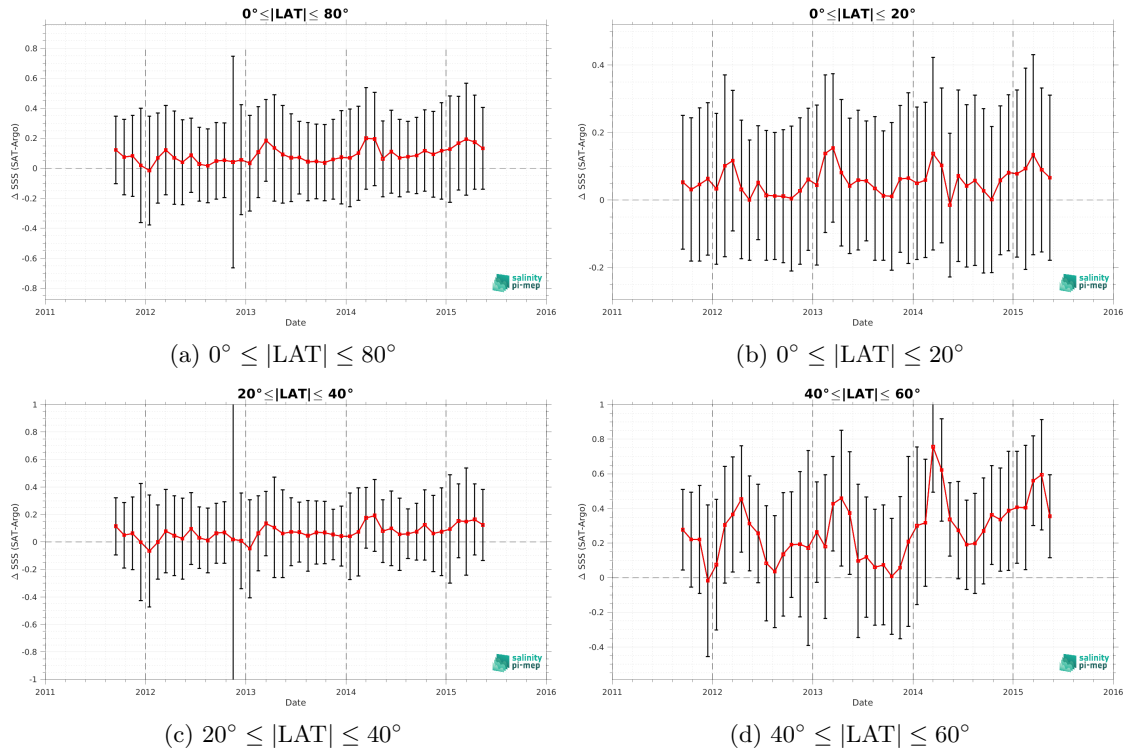 0°≤|LAT|≤ 80°
Δ SSS (SAT-Argo)
0.8
0.6
0.4
0.2
0
-0.2
-0.4
-0.6
-0.8
salinity
pi-mep
2011 2012 2013 2014 2015 2016
Date
(a) 0° ≤ |LAT| ≤ 80°
0°≤|LAT|≤ 20°
Δ SSS (SAT-Argo)
0.4
0.2
0
-0.2
salinity
pi-mep
2011 2012 2013 2014 2015 2016
Date
(b) 0° ≤ |LAT| ≤ 20°
20°≤|LAT|≤ 40°
Δ SSS (SAT-Argo)
1
0.8
0.6
0.4
0.2
0
-0.2
-0.4
-0.6
-0.8
-1
salinity
pi-mep
2011 2012 2013 2014 2015 2016
Date
(c) 20° ≤ |LAT| ≤ 40°
40°≤|LAT|≤ 60°
Δ SSS (SAT-Argo)
1
0.8
0.6
0.4
0.2
0
-0.2
-0.4
salinity
pi-mep
2011 2012 2013 2014 2015 2016
Date
(d) 40° ≤ |LAT| ≤ 60°